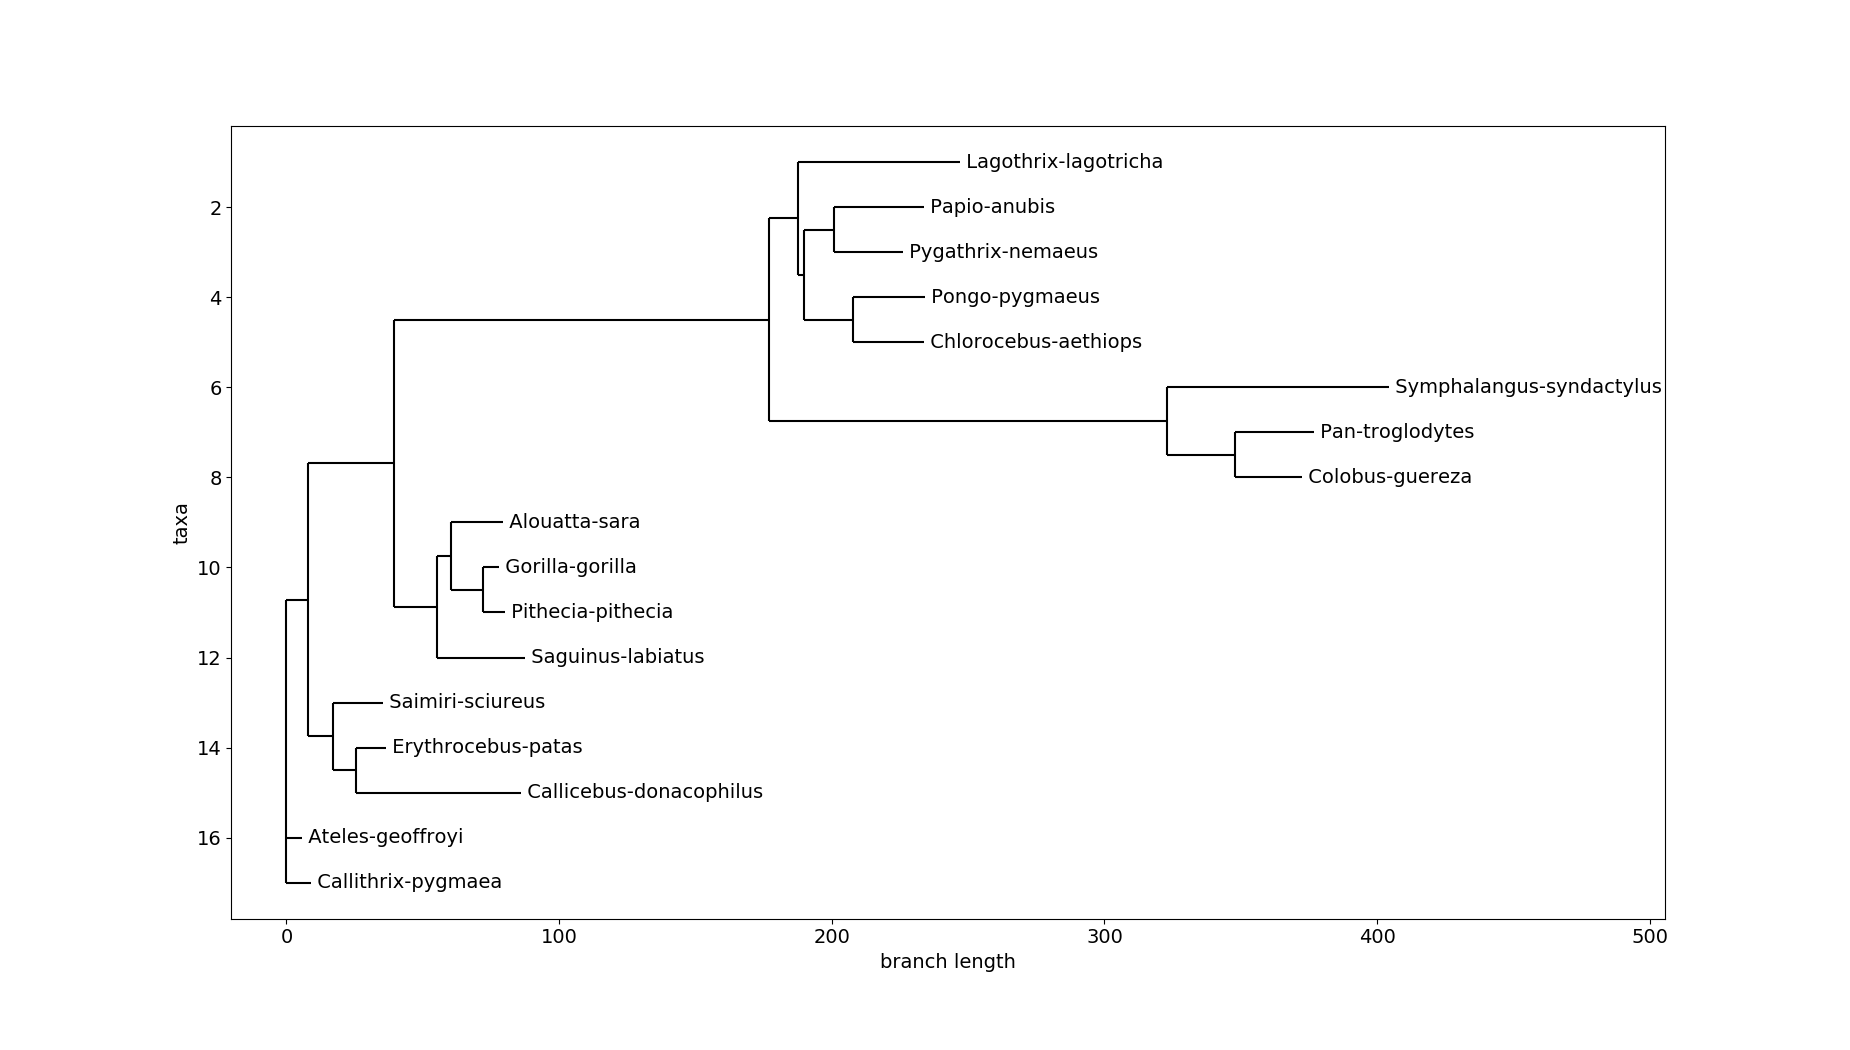 Lagothrix-lagotricha
2 Papio-anubis
Pygathrix-nemaeus
4 Pongo-pygmaeus
Chlorocebus-aethiops
6 Symphalangus-syndactylus
Pan-troglodytes
8 Colobus-guereza
taxa
Alouatta-sara
10 Gorilla-gorilla
Pithecia-pithecia
12 Saguinus-labiatus
Saimiri-sciureus
14 Erythrocebus-patas
Callicebus-donacophilus
16 Ateles-geoffroyi
Callithrix-pygmaea
0 100 200 300 400 500
branch length